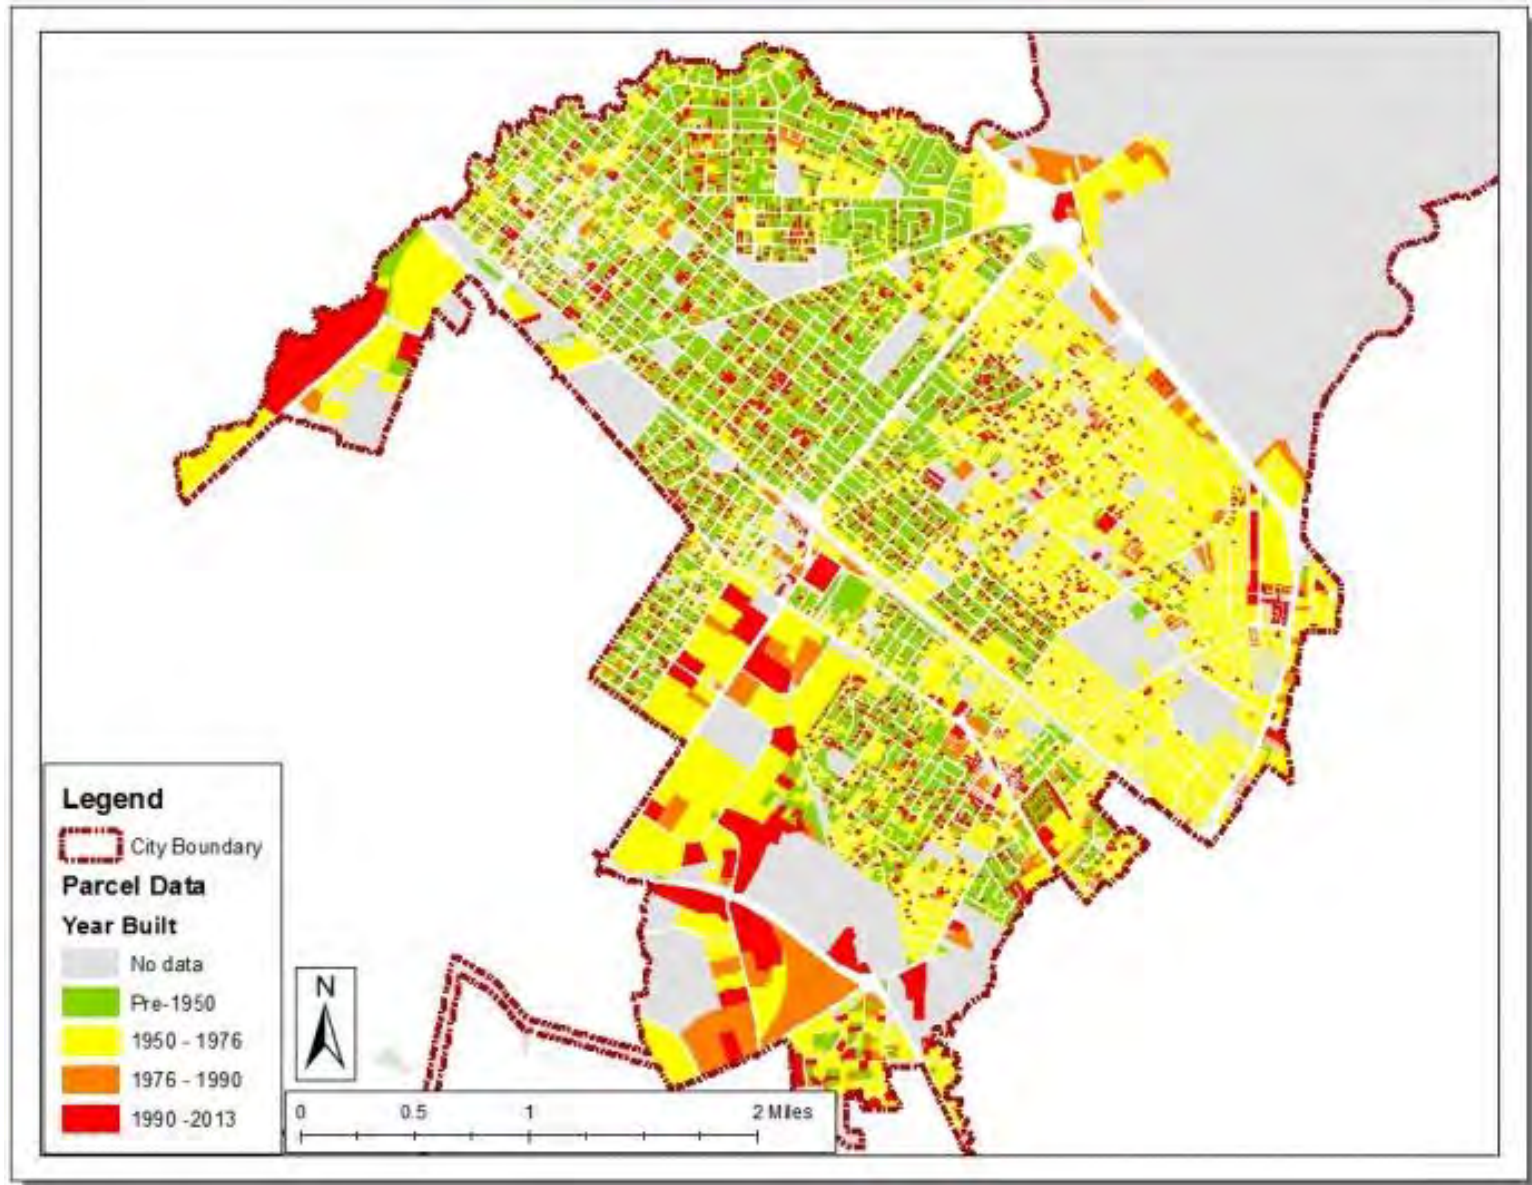 Legend
City Boundary
Parcel Data
Year Built
No data
Pre-1950
1950 - 1976
1976 - 1990
1990 -2013
N
0 0.5 1 2 Miles